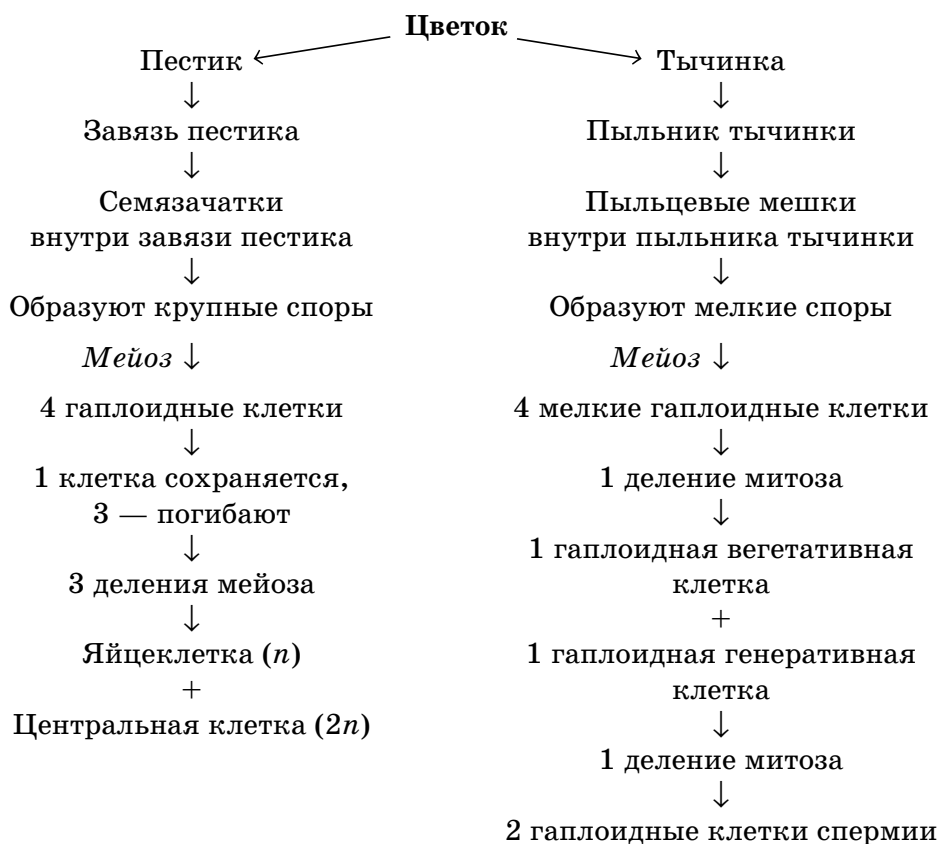 Цветок
Пестик
Завязь пестика
Семязачатки
внутри завязи пестика
Образуют крупные споры
Мейоз
4 гаплоидные клетки
1 клетка сохраняется,
3 — погибают
3 деления мейоза
Яйцеклетка (n)
+
Центральная клетка (2n)
Тычинка
Пыльник тычинки
Пыльцевые мешки
внутри пыльника тычинки
Образуют мелкие споры
Мейоз
4 мелкие гаплоидные клетки
1 деление митоза
1 гаплоидная вегетативная
клетка
+
1 гаплоидная генеративная
клетка
1 деление митоза
2 гаплоидные клетки спермии